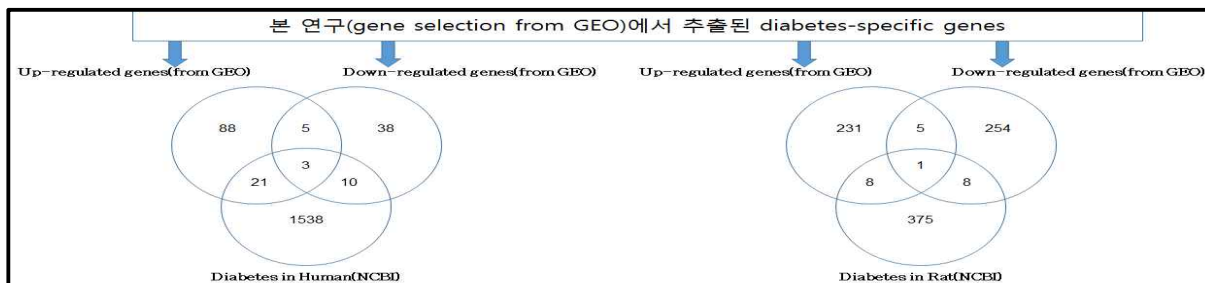 본 연구(gene selection from GEO)에서 추출된 diabetes-specific genes
Up-regulated genes(from GEO) Down-regulated genes(from GEO) Up-regulated genes(from GEO) Down-regulated genes(from GEO)
88 5 38 231 5 254
3 1
21 10 8 8
1538 375
Diabetes in Human(NCBI) Diabetes in Rat(NCBI)